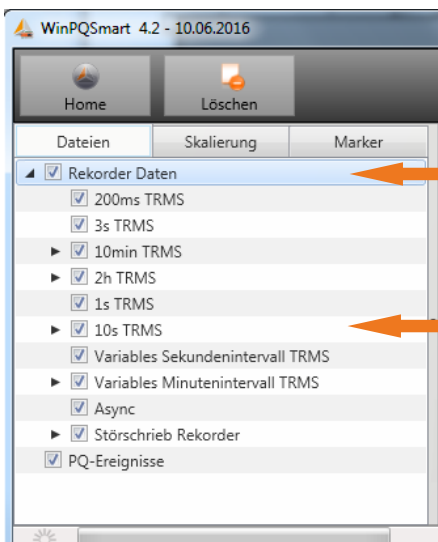 WinPQSmart 4.2 - 10.06.2016
Home Löschen
Dateien Skalierung Marker
Rekorder Daten
200ms TRMS
3s TRMS
10min TRMS
2h TRMS
1s TRMS
10s TRMS
Variables Sekundenintervall TRMS
Variables Minutenintervall TRMS
Async
Störschrieb Rekorder
PQ-Ereignisse